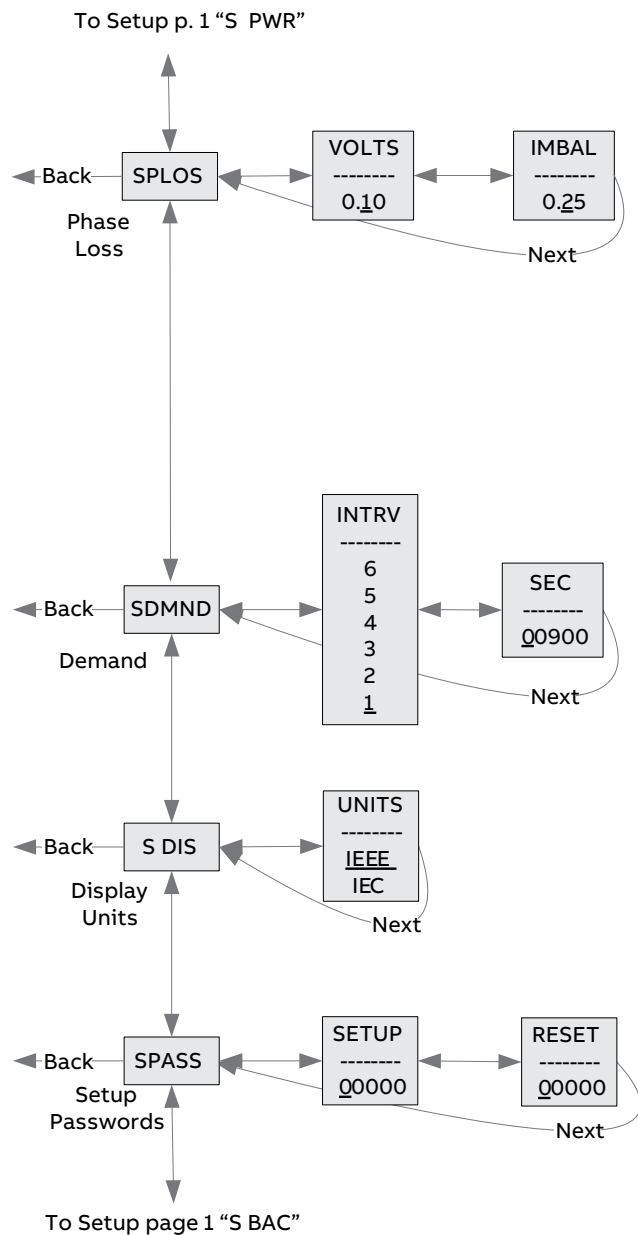 To Setup p. 1 “S PWR”
Back
SPLOS
Phase
Loss
VOLTS
--------
0.10
IMBAL
--------
0.25
Next
Back
SDMND
Demand
INTRV
--------
6
5
4
3
2
1
SEC
--------
00900
Next
Back
S DIS
Display
Units
UNITS
--------
IEEE
IEC
Next
Back
SPASS
Setup
Passwords
SETUP
--------
00000
RESET
--------
00000
Next
To Setup page 1 “S BAC”